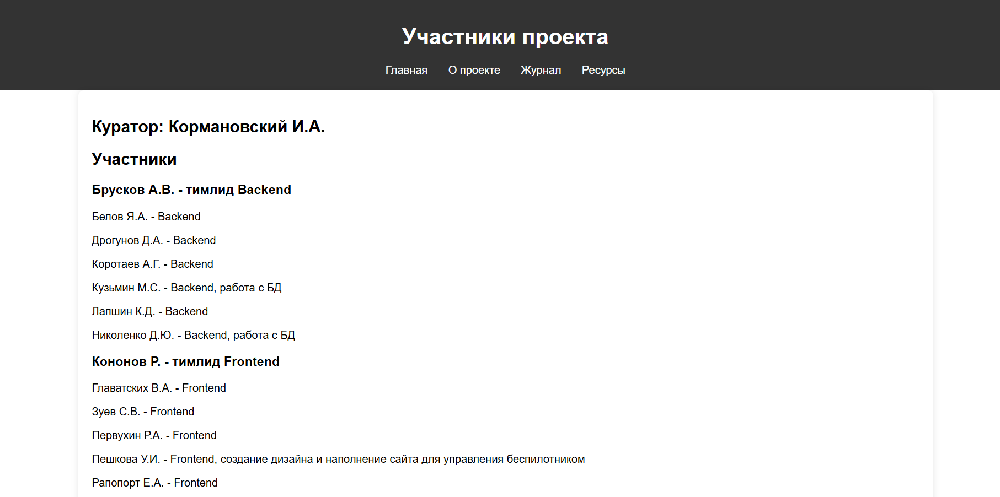 Участники проекта
Главная О проекте Журнал Ресурсы
Куратор: Кормановский И.А.
Участники
Брусков А.В. - тимлид Backend
Белов Я.А. - Backend
Дрогунов Д.А. - Backend
Коротаев А.Г. - Backend
Кузьмин М.С. - Backend, работа с БД
Лапшин К.Д. - Backend
Николенко Д.Ю. - Backend, работа с БД
Кононов Р. - тимлид Frontend
Главатских В.А. - Frontend
Зуев С.В. - Frontend
Первухин Р.А. - Frontend
Пешкова У.И. - Frontend, создание дизайна и наполнение сайта для управления беспилотником
Рапопорт Е.А. - Frontend